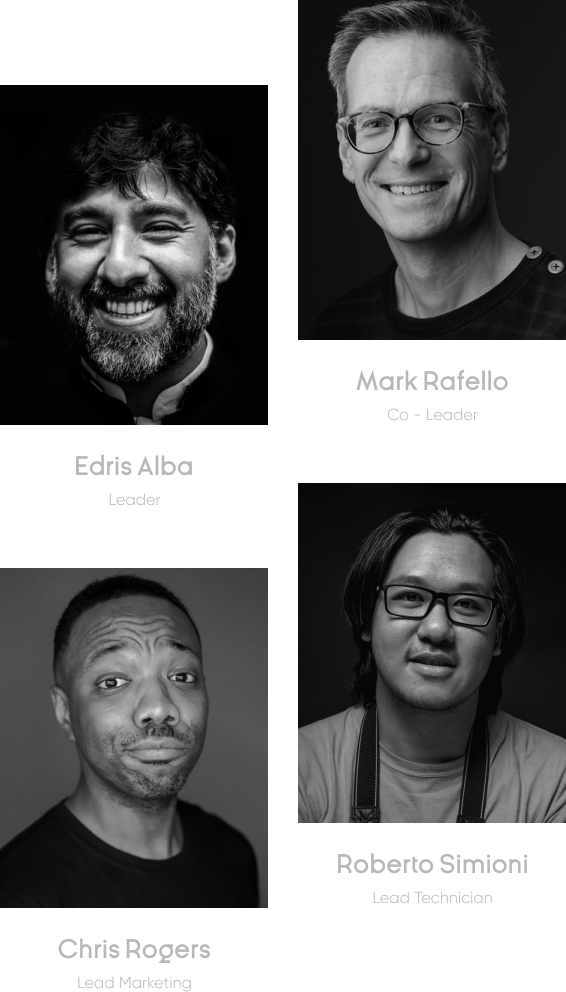 Mark Rafello
Co - Leader
Edris Alba
Leader
Roberto Simioni
Lead Technician
Chris Rogers
Lead Marketing